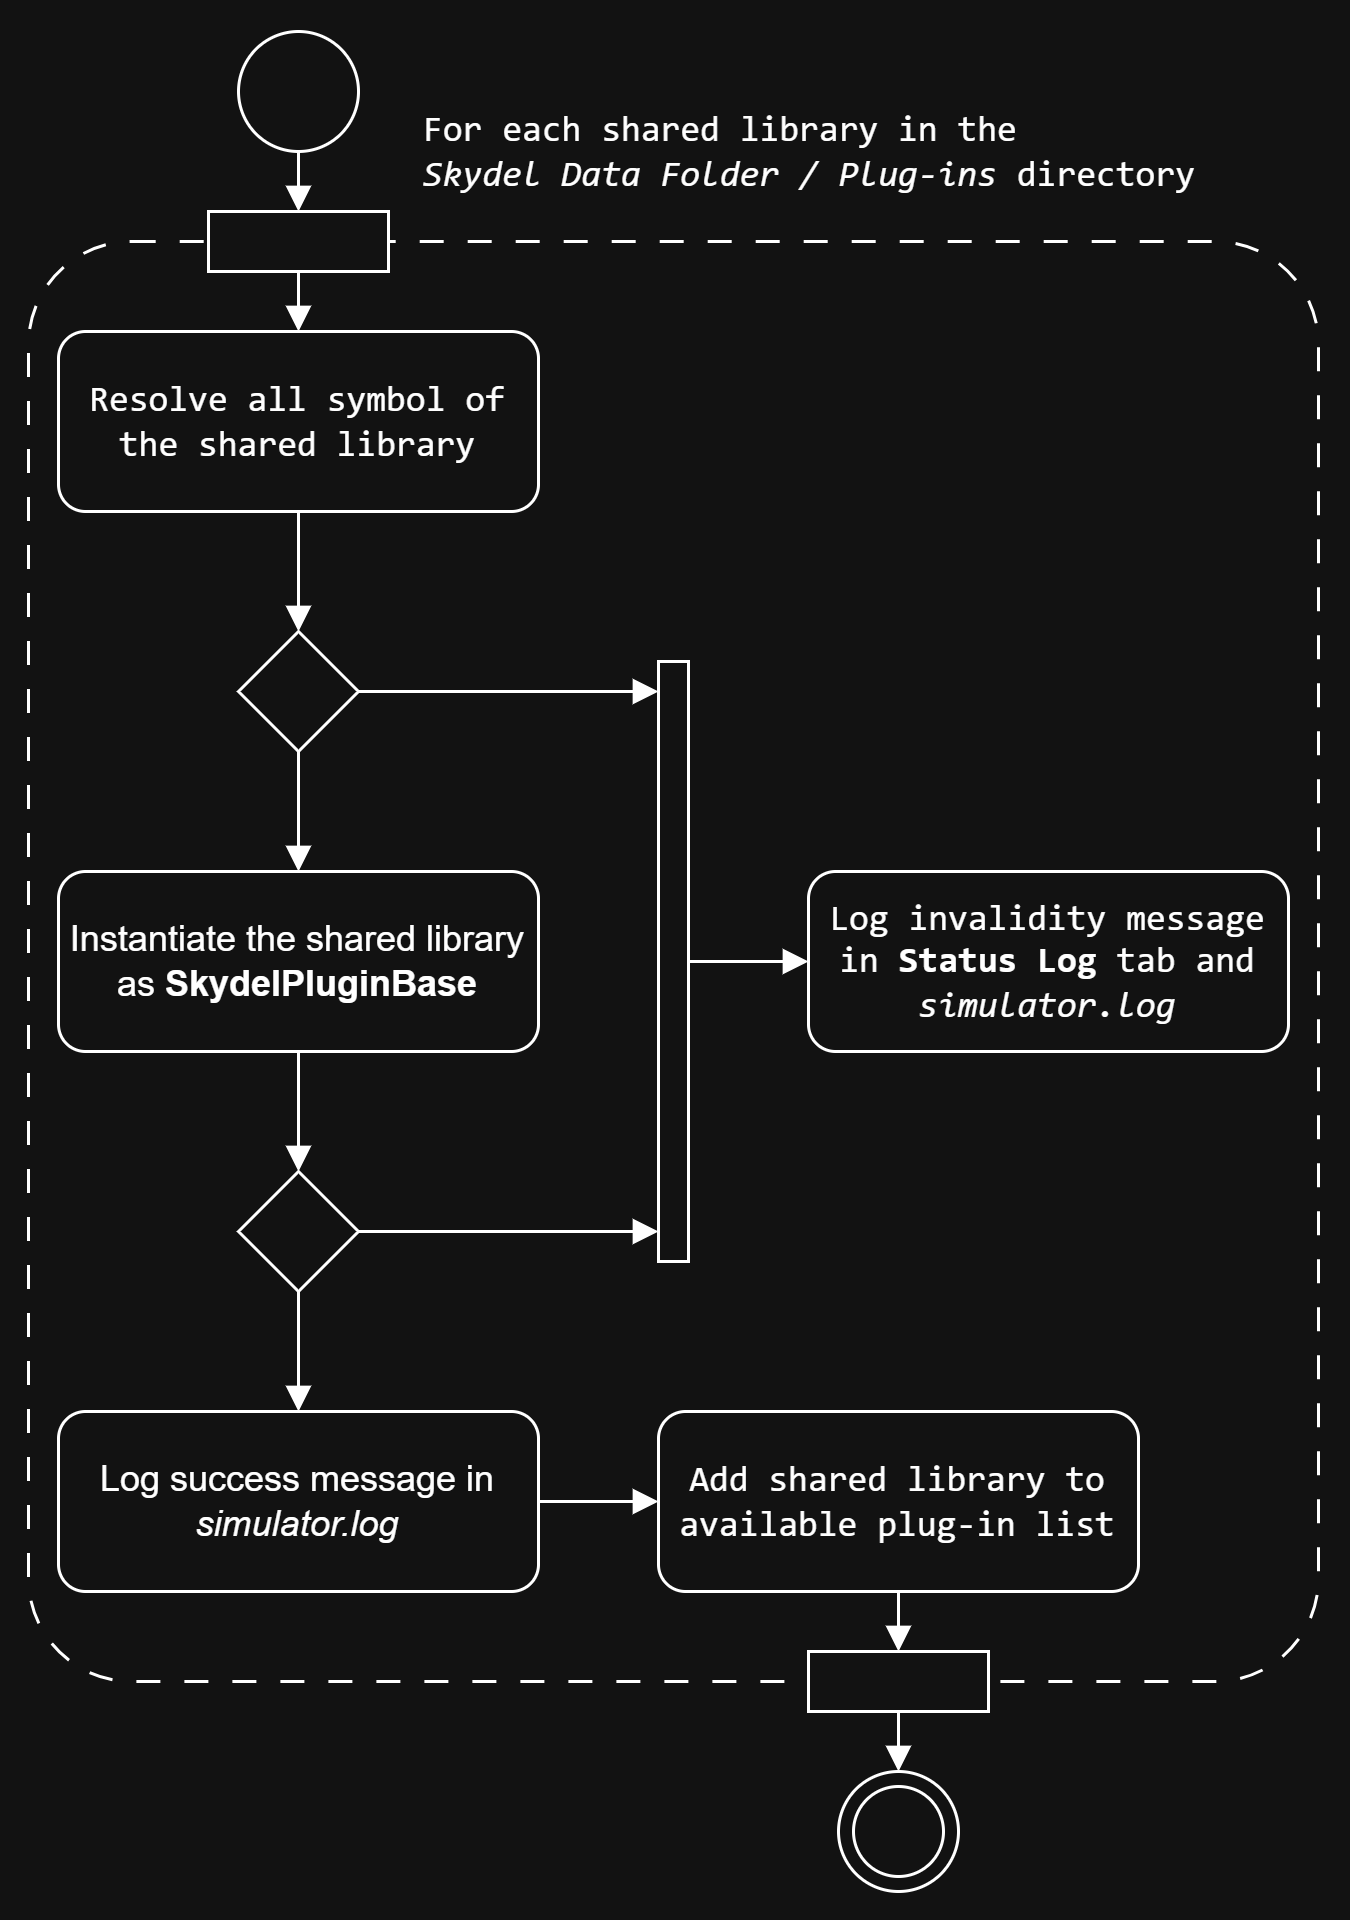 For each shared library in the
Skydel Data Folder / Plug-ins directory
Resolve all symbol of
the shared library
Instantiate the shared library
as SkydelPluginBase
Log invalidity message
in Status Log tab and
simulator.log
Log success message in
simulator.log
Add shared library to
available plug-in list